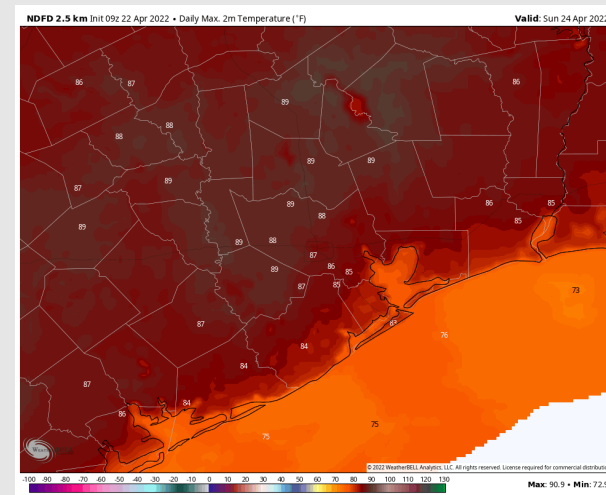 NDFD 2.5 km Init 09z 22 Apr 2022 • Daily Max. 2m Temperature (°F) Valid: Sun 24 Apr 2022
86 87 86
89
88 88
89 89
87 89
89 86 85
88 85
89 89 88
87
89 86 85
87 85
73
87 83 76
84
84
87
84
86
75
75
© 2022 WeatherBELL Analytics, LLC. All rights reserved. License required for commercial distributio
-100 -90 -80 -70 -60 -50 -40 -30 -20 -10 0 10 20 30 40 50 60 70 80 90 100 110 120 130
Max: 90.9 • Min: 72.9